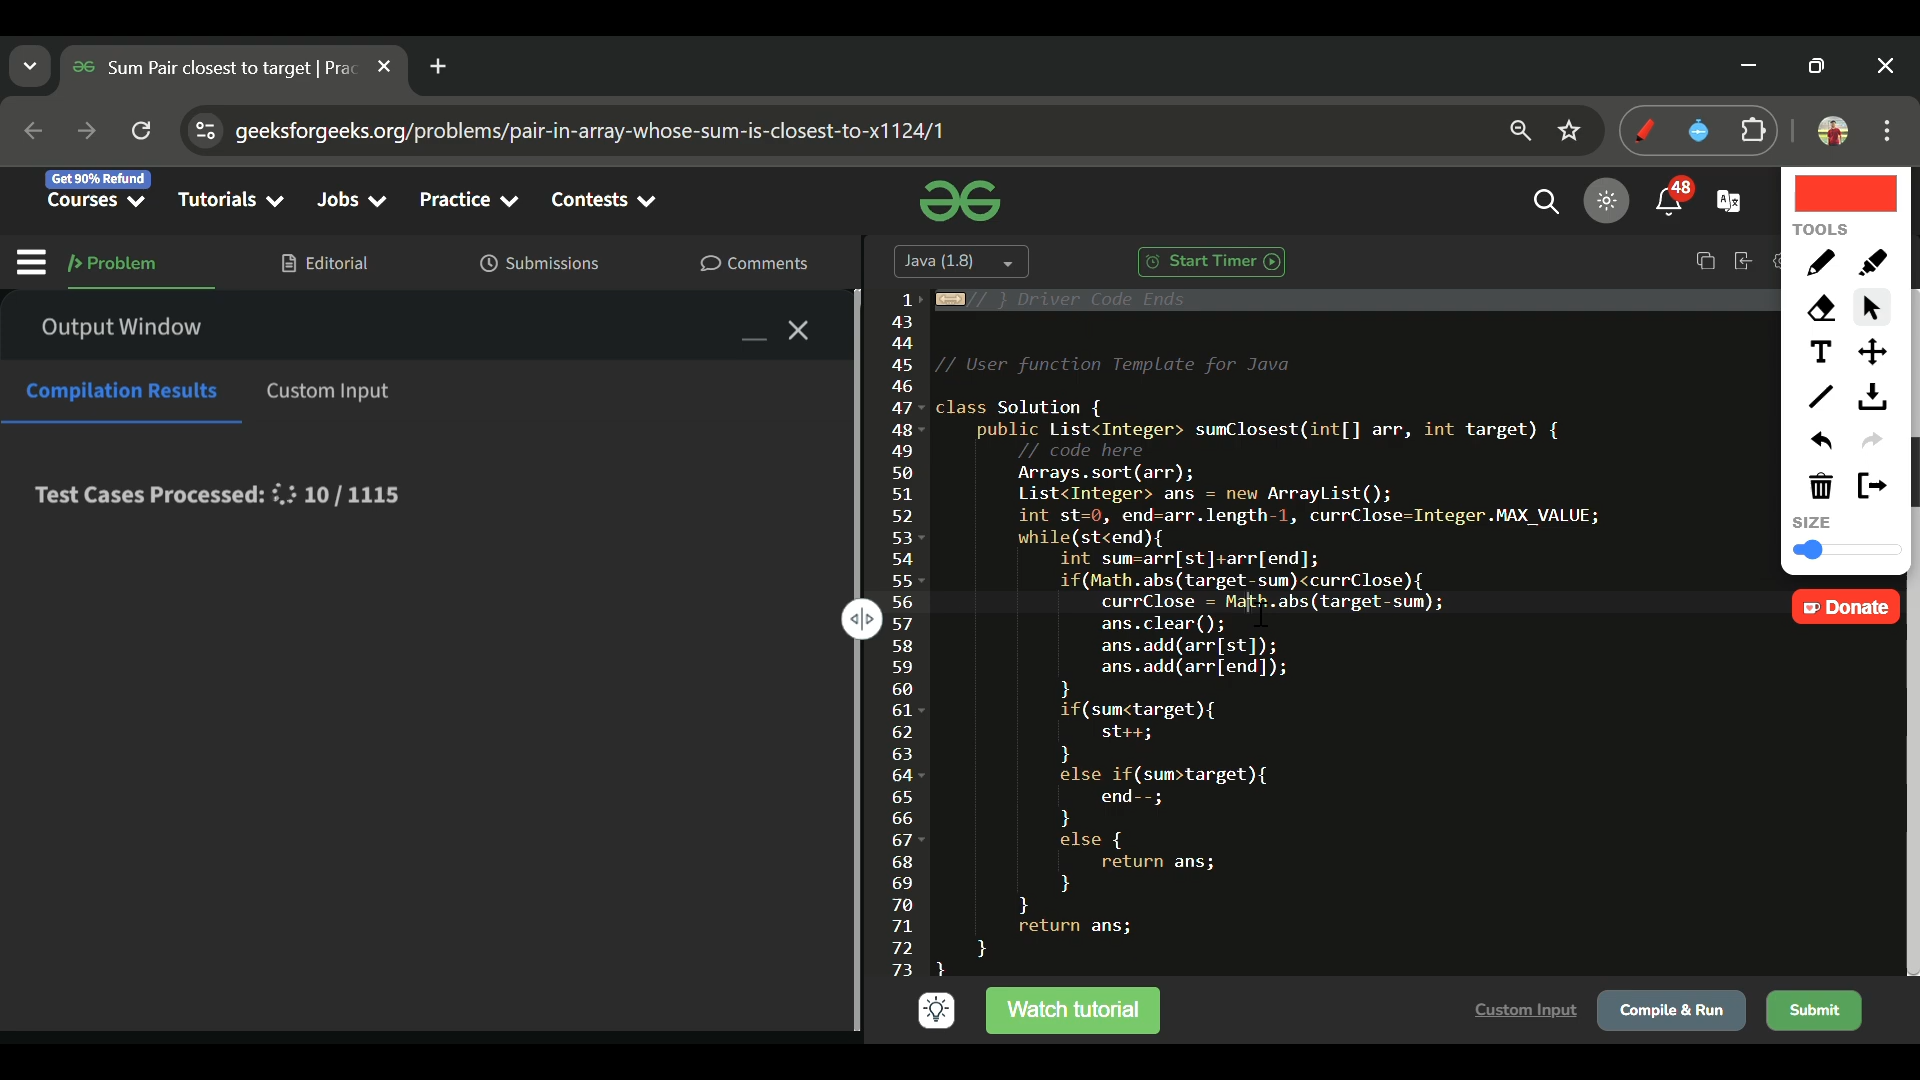 Sum Pair closest to target | Prac
geeksforgeeks.org/problems/pair-in-array-whose-sum-is-closest-to-x1124/1
Get 90% Refund
Courses
Tutorials
Jobs
Practice
Contests
48
Problem
Editorial
Submissions
Comments
Java (1.8)
Start Timer
TOOLS
SIZE
Donate
Output Window
Compilation Results
Custom Input
Test Cases Processed: 10 / 1115
1 // } Driver Code Ends
43
44
45 // User function Template for Java
46
47 class Solution {
48 public List<Integer> sumClosest(int[] arr, int target) {
49 // code here
50 Arrays.sort(arr);
51 List<Integer> ans = new ArrayList();
52 int st=0, end=arr.length-1, currClose=Integer.MAX_VALUE;
53 while(st<end){
54 int sum=arr[st]+arr[end];
55 if(Math.abs(target-sum)<currClose){
56 currClose = Math.abs(target-sum);
57 ans.clear();
58 ans.add(arr[st]);
59 ans.add(arr[end]);
60 }
61 if(sum<target){
62 st++;
63 }
64 else if(sum>target){
65 end--;
66 }
67 else {
68 return ans;
69 }
70 }
71 return ans;
72 }
73 }
Watch tutorial
Custom Input
Compile & Run
Submit